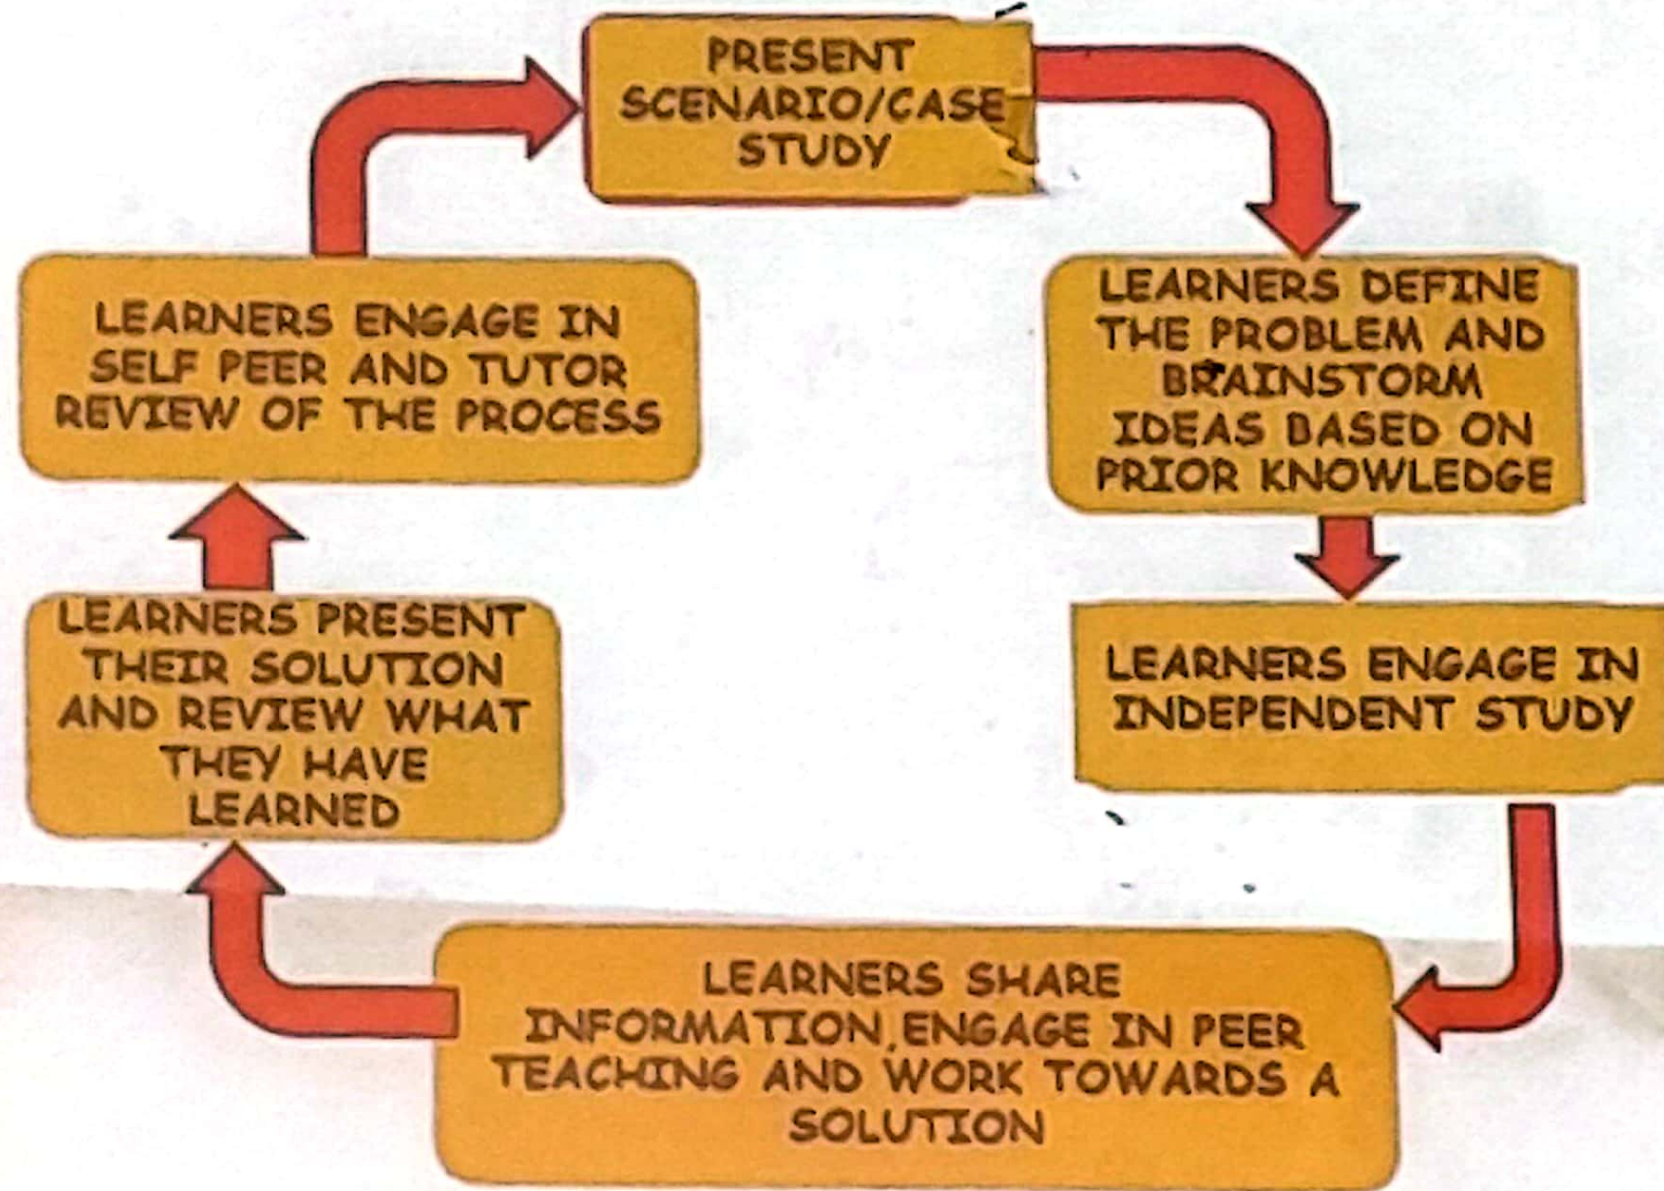 PRESENT
SCENARIO/CASE
STUDY
LEARNERS DEFINE
THE PROBLEM AND
BRAINSTORM
IDEAS BASED ON
PRIOR KNOWLEDGE
LEARNERS ENGAGE IN
INDEPENDENT STUDY
LEARNERS SHARE
INFORMATION,ENGAGE IN PEER
TEACHING AND WORK TOWARDS A
SOLUTION
LEARNERS PRESENT
THEIR SOLUTION
AND REVIEW WHAT
THEY HAVE
LEARNED
LEARNERS ENGAGE IN
SELF PEER AND TUTOR
REVIEW OF THE PROCESS